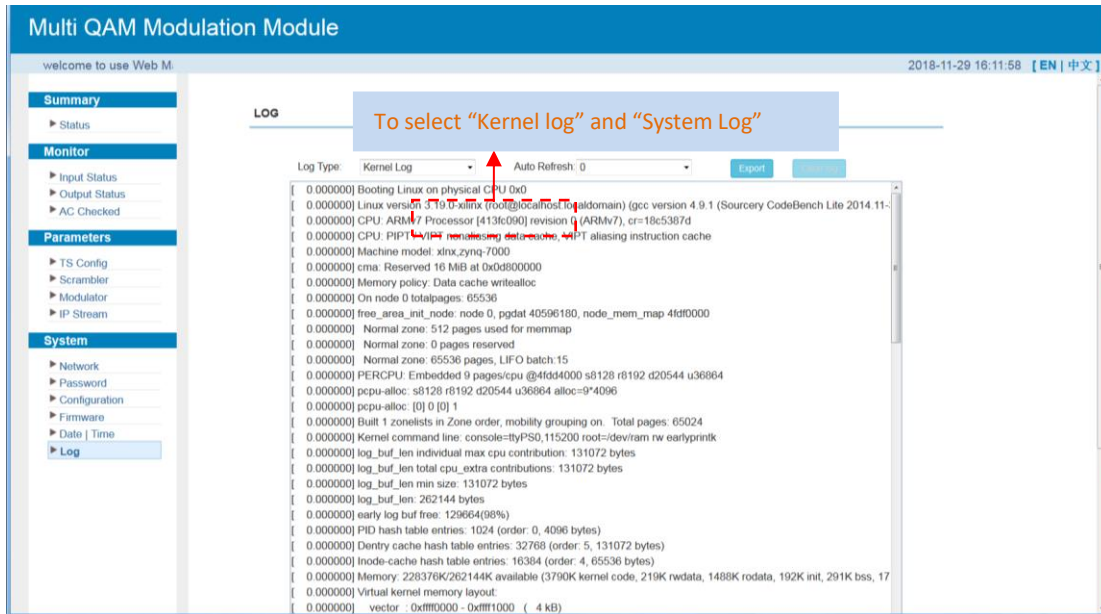 Multi QAM Modulation Module
welcome to use Web M
2018-11-29 16:11:58 [ EN | 中文 ]
Summary
Status
Monitor
Input Status
Output Status
AC Checked
Parameters
TS Config
Scrambler
Modulator
IP Stream
System
Network
Password
Configuration
Firmware
Date | Time
Log
LOG
To select “Kernel log” and “System Log”
Log Type: Kernel Log Auto Refresh: 0 Export
[ 0.000000] Booting Linux on physical CPU 0x0
[ 0.000000] Linux version 3.19.0-xilinx (root@localhost.localdomain) (gcc version 4.9.1 (Sourcery CodeBench Lite 2014.11-
[ 0.000000] CPU: ARMv7 Processor [413fc090] revision 0 (ARMv7), cr=18c5387d
[ 0.000000] CPU: PIPT / VIPT nonaliasing data cache, VIPT aliasing instruction cache
[ 0.000000] Machine model: xlnx,zynq-7000
[ 0.000000] cma: Reserved 16 MiB at 0x0d800000
[ 0.000000] Memory policy: Data cache writealloc
[ 0.000000] On node 0 totalpages: 65536
[ 0.000000] free_area_init_node: node 0, pgdat 40596180, node_mem_map 4fdf0000
[ 0.000000] Normal zone: 512 pages used for memmap
[ 0.000000] Normal zone: 0 pages reserved
[ 0.000000] Normal zone: 65536 pages, LIFO batch:15
[ 0.000000] PERCPU: Embedded 9 pages/cpu @4fdd4000 s8128 r8192 d20544 u36864
[ 0.000000] pcpu-alloc: s8128 r8192 d20544 u36864 alloc=9*4096
[ 0.000000] pcpu-alloc: [0] 0 [0] 1
[ 0.000000] Built 1 zonelists in Zone order, mobility grouping on. Total pages: 65024
[ 0.000000] Kernel command line: console=ttyPS0,115200 root=/dev/ram rw earlyprintk
[ 0.000000] log_buf_len individual max cpu contribution: 131072 bytes
[ 0.000000] log_buf_len total cpu_extra contributions: 131072 bytes
[ 0.000000] log_buf_len min size: 131072 bytes
[ 0.000000] log_buf_len: 262144 bytes
[ 0.000000] early log buf free: 129664(98%)
[ 0.000000] PID hash table entries: 1024 (order: 0, 4096 bytes)
[ 0.000000] Dentry cache hash table entries: 32768 (order: 5, 131072 bytes)
[ 0.000000] Inode-cache hash table entries: 16384 (order: 4, 65536 bytes)
[ 0.000000] Memory: 228376K/262144K available (3790K kernel code, 219K rwdata, 1488K rodata, 192K init, 291K bss, 17
[ 0.000000] Virtual kernel memory layout:
[ 0.000000] vector : 0xffff0000 - 0xffff1000 ( 4 kB)